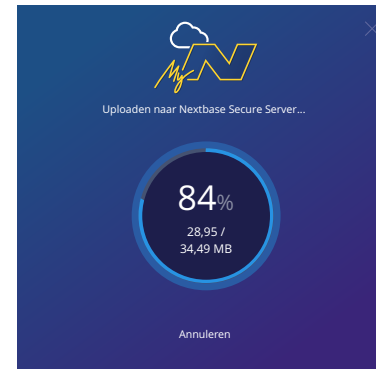 My N
Uploaden naar Nextbase Secure Server...
84%
28,95 /
34,49 MB
Annuleren